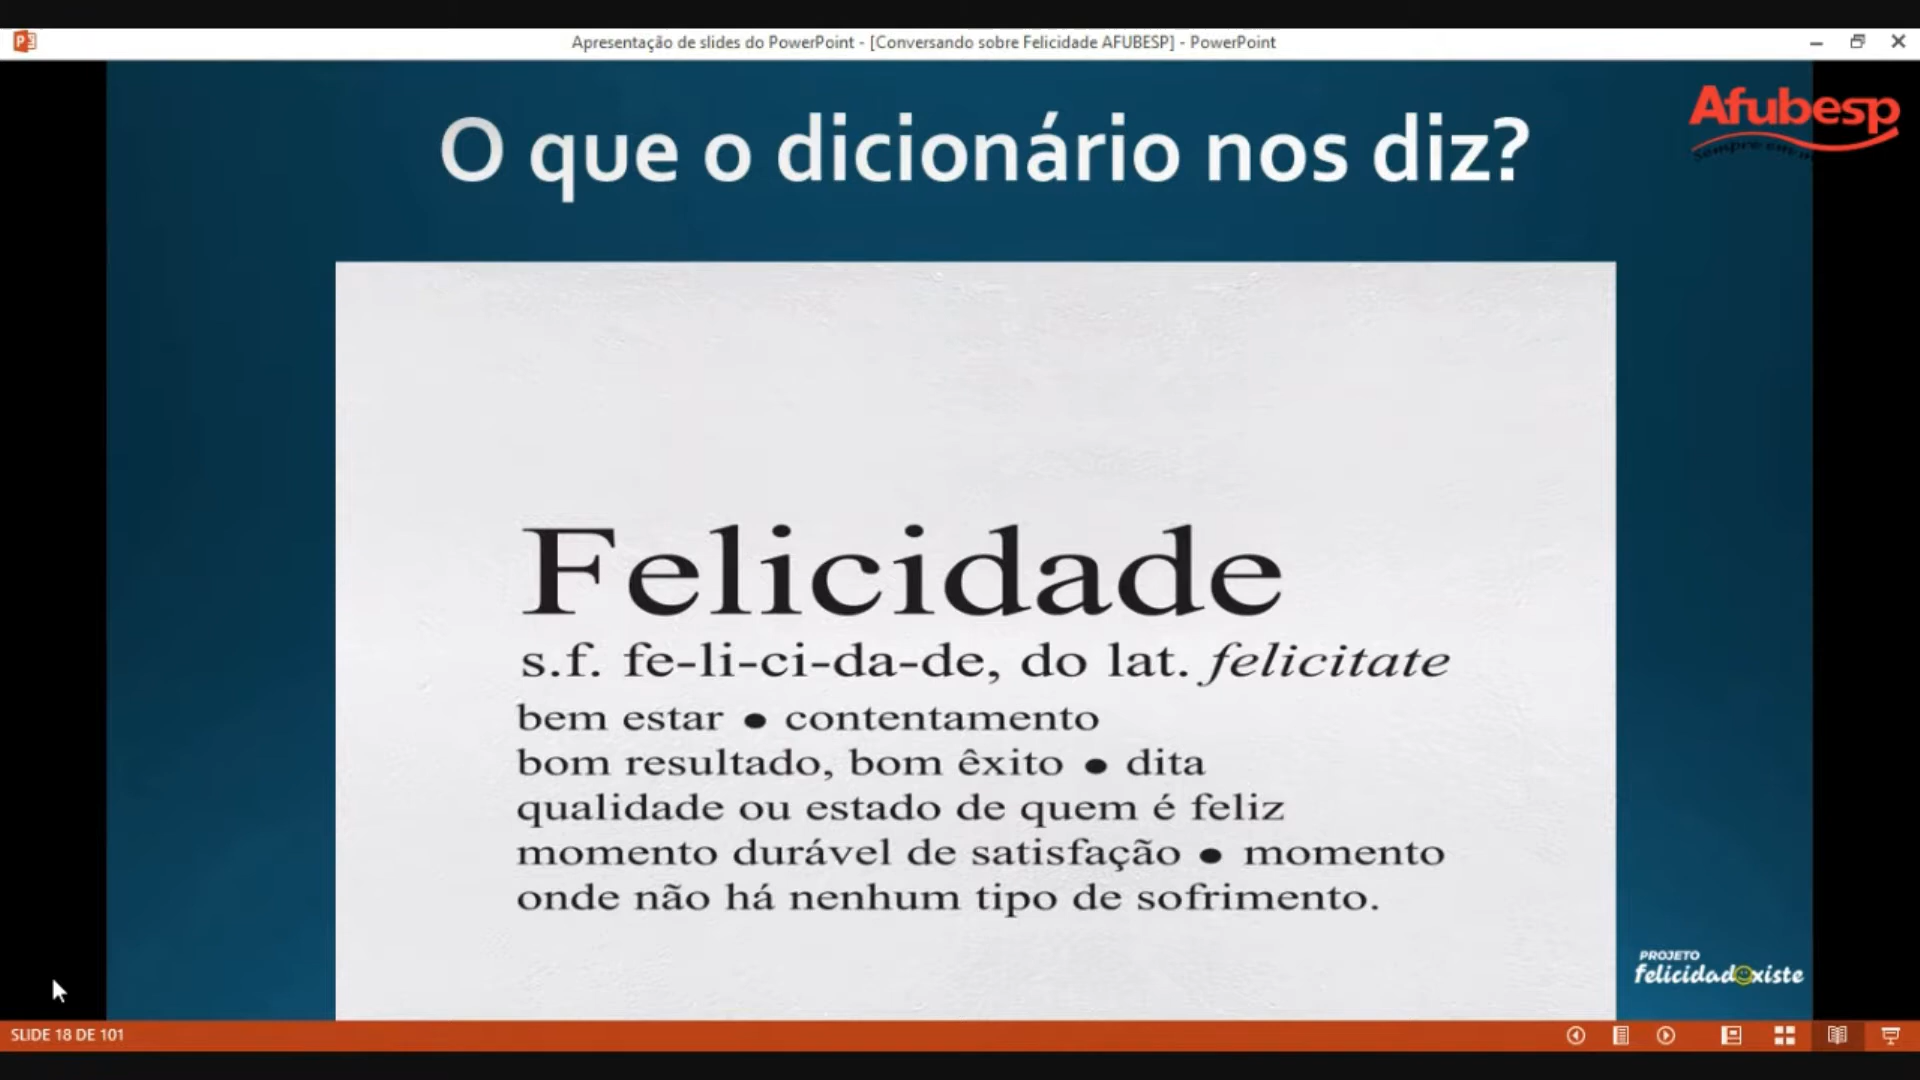 Apresentação de slides do PowerPoint - [Conversando sobre Felicidade AFUBESP] - PowerPoint
Afubesp
Sempre em
O que o dicionário nos diz?
Felicidade
s.f. fe-li-ci-da-de, do lat. felicitate
bem estar ● contentamento
bom resultado, bom êxito ● dita
qualidade ou estado de quem é feliz
momento durável de satisfação ● momento
onde não há nenhum tipo de sofrimento.
PROJETO
felicidadexiste
SLIDE 18 DE 101